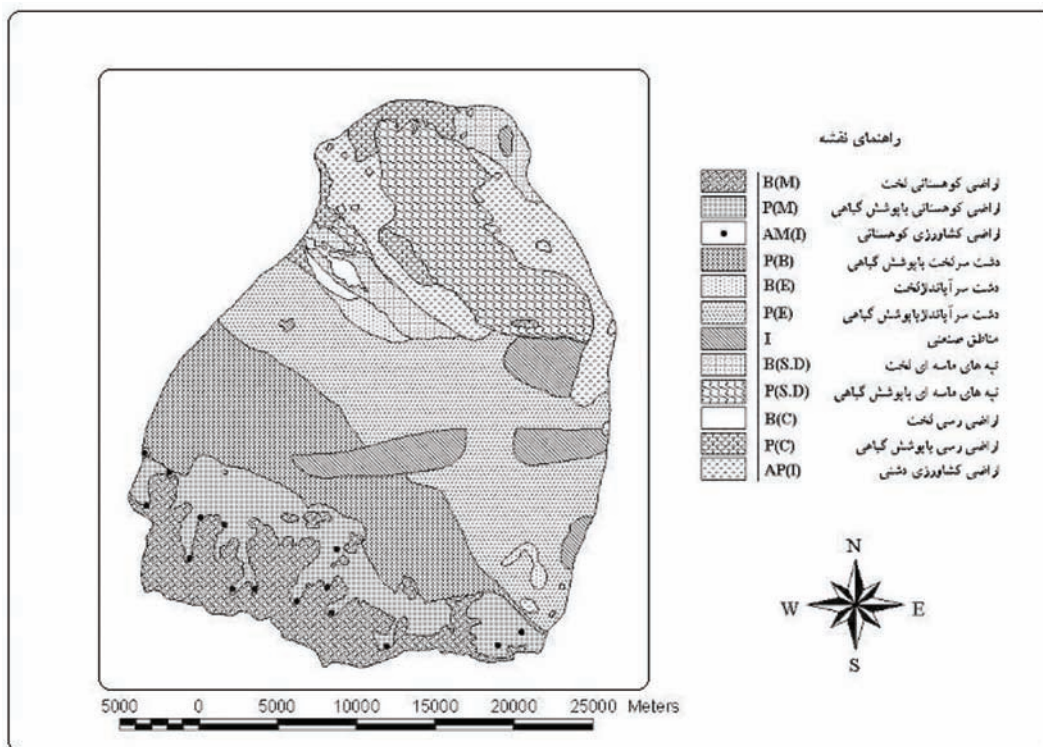 راهنمای نقشه
B(M) اراضی کوهستانی لخت
P(M) اراضی کوهستانی باپوشش گیاهی
AM(I) اراضی کشاورزی کوهستانی
P(B) دشت سرلخت باپوشش گیاهی
B(E) دشت سرآپانداژلخت
P(E) دشت سرآپانداژباپوشش گیاهی
I مناطق صنعتی
B(S.D) تپه های ماسه ای لخت
P(S.D) تپه های ماسه ای باپوشش گیاهی
B(C) اراضی رسی لخت
P(C) اراضی رسی باپوشش گیاهی
AP(I) اراضی کشاورزی دشتی
N
W E
S
5000 0 5000 10000 15000 20000 25000 Meters